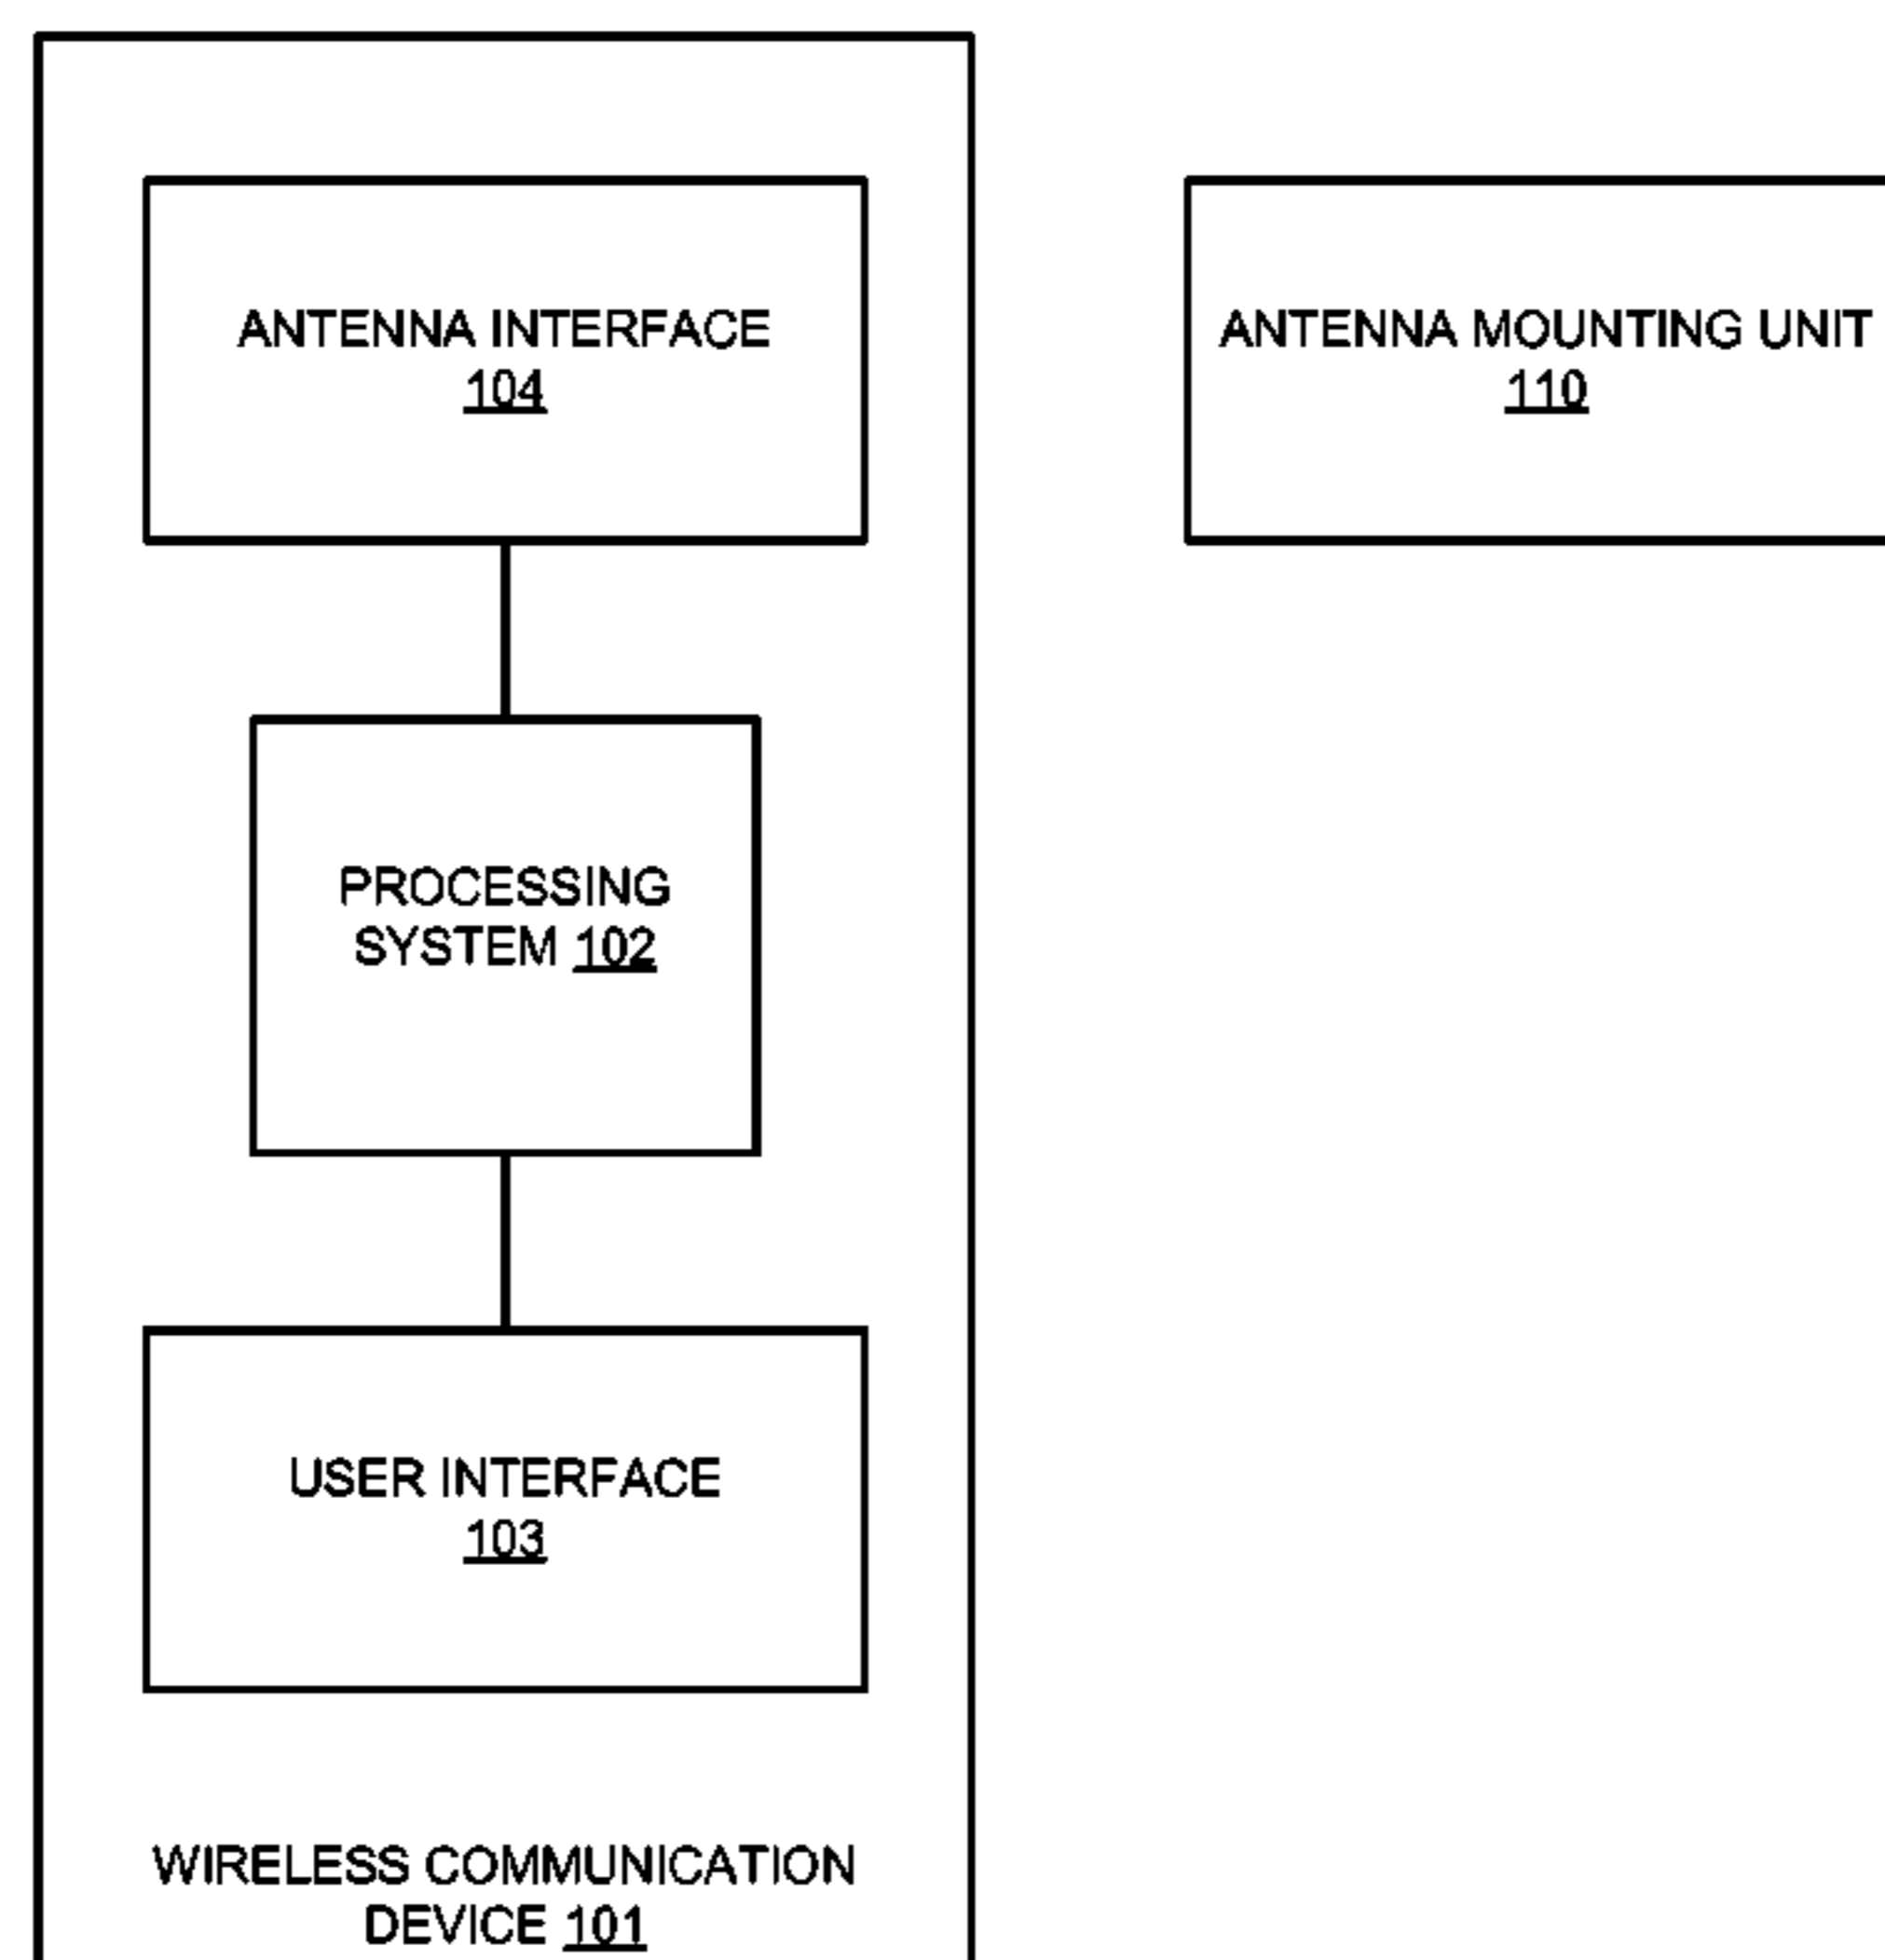 ANTENNA INTERFACE
104
ANTENNA MOUNTING UNIT
110
PROCESSING
SYSTEM 102
USER INTERFACE
103
WIRELESS COMMUNICATION
DEVICE 101